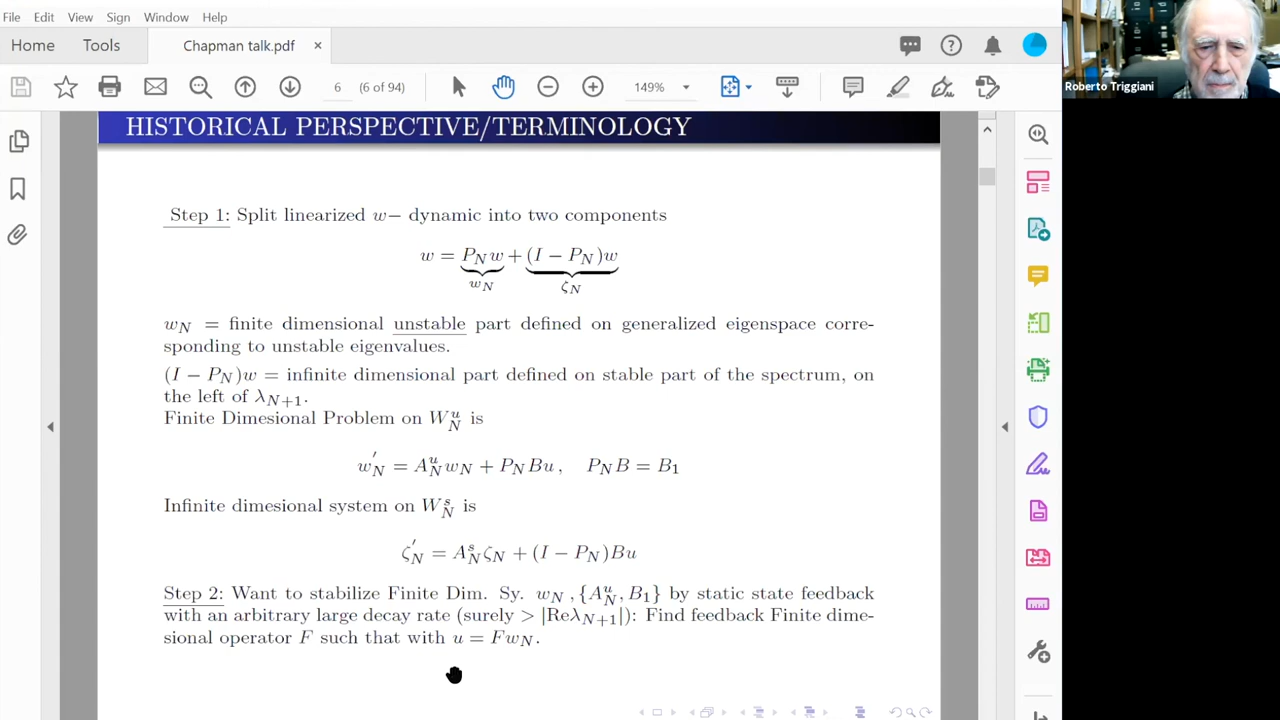 File Edit View Sign Window Help
Home Tools Chapman talk.pdf ×
6 (6 of 94) 149%
Roberto Triggiani
HISTORICAL PERSPECTIVE/TERMINOLOGY
Step 1: Split linearized w− dynamic into two components
w = P_N w + (I − P_N)w
w_N ζ_N
w_N = finite dimensional unstable part defined on generalized eigenspace corre-
sponding to unstable eigenvalues.
(I − P_N)w = infinite dimensional part defined on stable part of the spectrum, on
the left of λ_{N+1}.
Finite Dimesional Problem on W_N^u is
w_N' = A_N^u w_N + P_N Bu, P_N B = B_1
Infinite dimesional system on W_N^s is
ζ_N' = A_N^s ζ_N + (I − P_N)Bu
Step 2: Want to stabilize Finite Dim. Sy. w_N, {A_N^u, B_1} by static state feedback
with an arbitrary large decay rate (surely > |Reλ_{N+1}|): Find feedback Finite dime-
sional operator F such that with u = Fw_N.